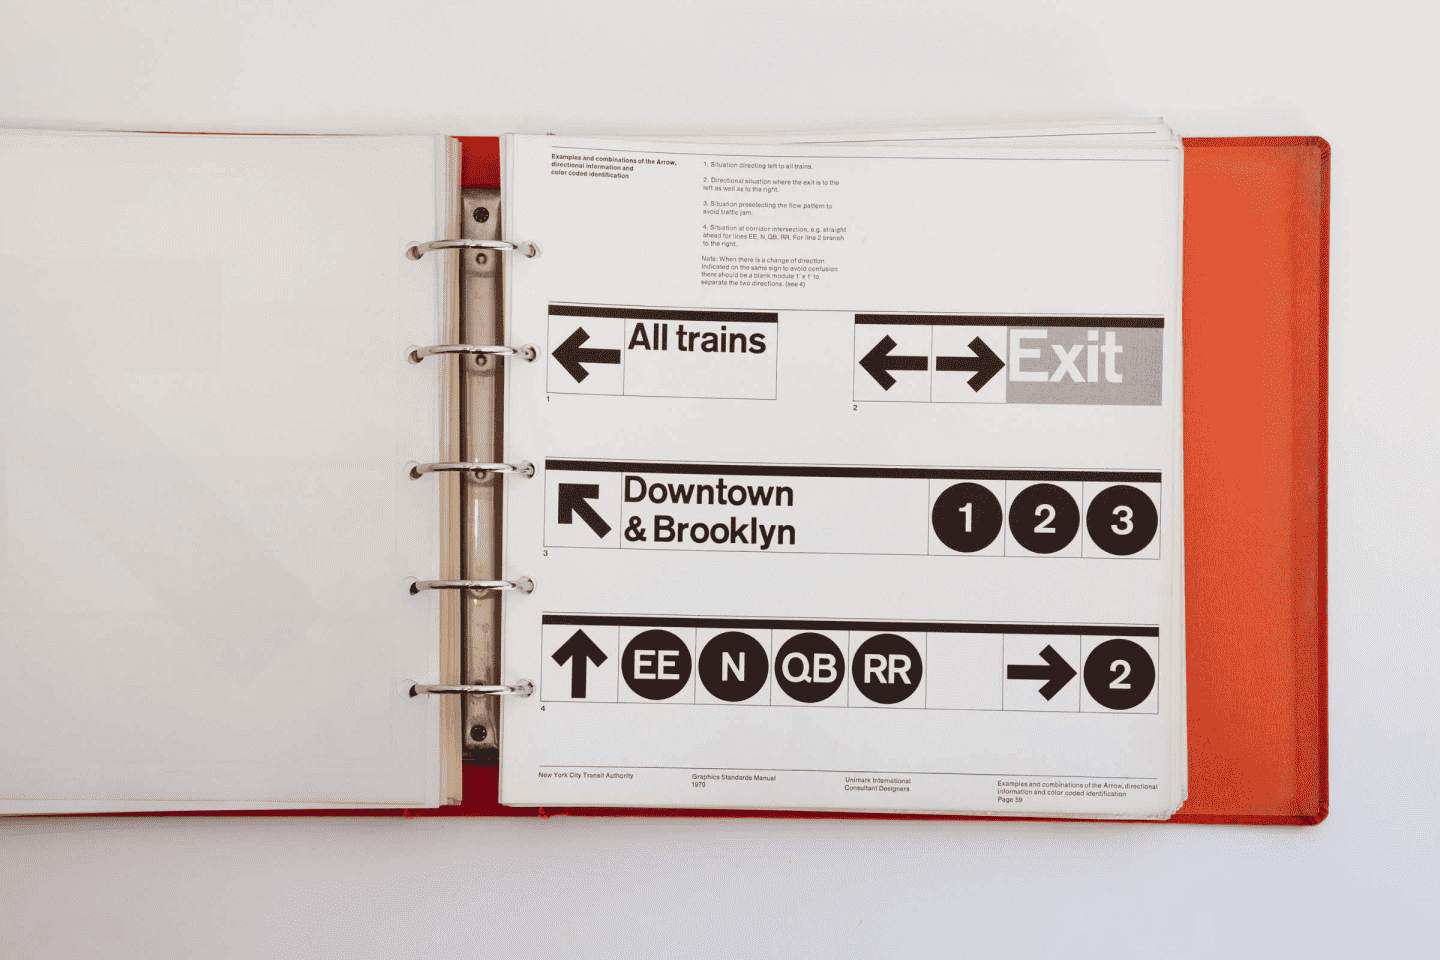 Examples and combinations of the Arrow,
directional information and
color coded identification
1. Situation directing left to all trains.
2. Directional situation where the exit is to the
left as well as to the right.
3. Situation preselecting the flow pattern to
avoid traffic jam.
4. Situation at corridor intersection, e.g. straight
ahead for lines EE, N, QB, RR. For line 2 branch
to the right.
Note: When there is a change of direction
indicated on the same sign to avoid confusion
there should be a blank module 1' x 1' to
separate the two directions. (see 4)
All trains
1
Exit
2
Downtown
& Brooklyn
1 2 3
3
EE N QB RR 2
4
New York City Transit Authority
Graphics Standards Manual
1970
Unimark International
Consultant Designers
Examples and combinations of the Arrow, directional
information and color coded identification
Page 59